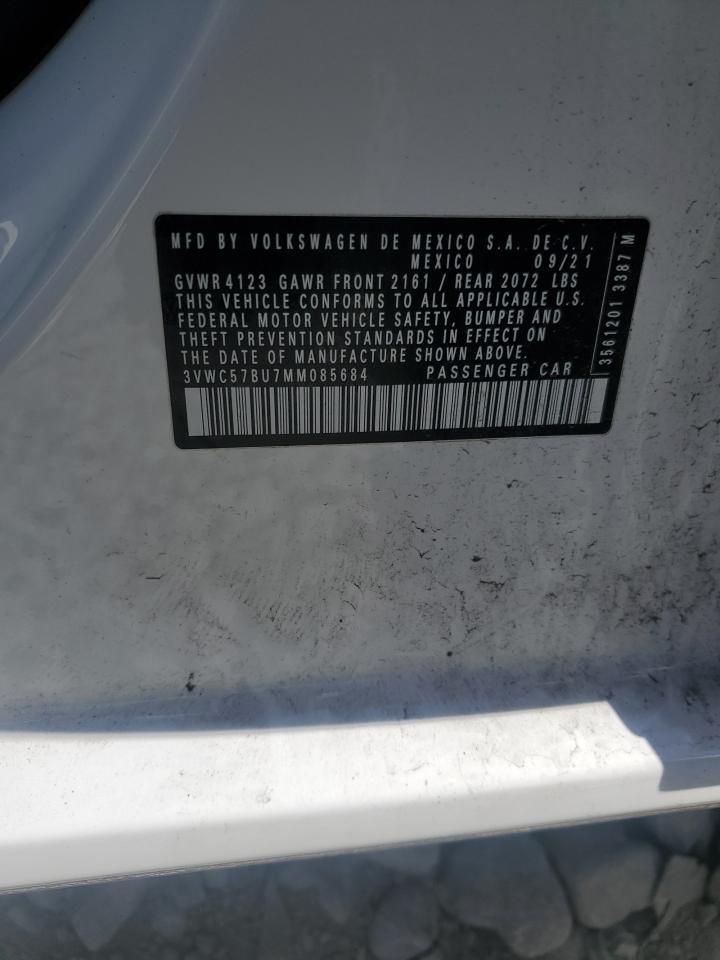 MFD BY VOLKSWAGEN DE MEXICO S.A. DE C.V.
MEXICO 09/21
GVWR 4123 GAWR FRONT 2161 / REAR 2072 LBS
THIS VEHICLE CONFORMS TO ALL APPLICABLE U.S.
FEDERAL MOTOR VEHICLE SAFETY, BUMPER AND
THEFT PREVENTION STANDARDS IN EFFECT ON
THE DATE OF MANUFACTURE SHOWN ABOVE.
3VWC57BU7MM085684 PASSENGER CAR
3561201 3387 M